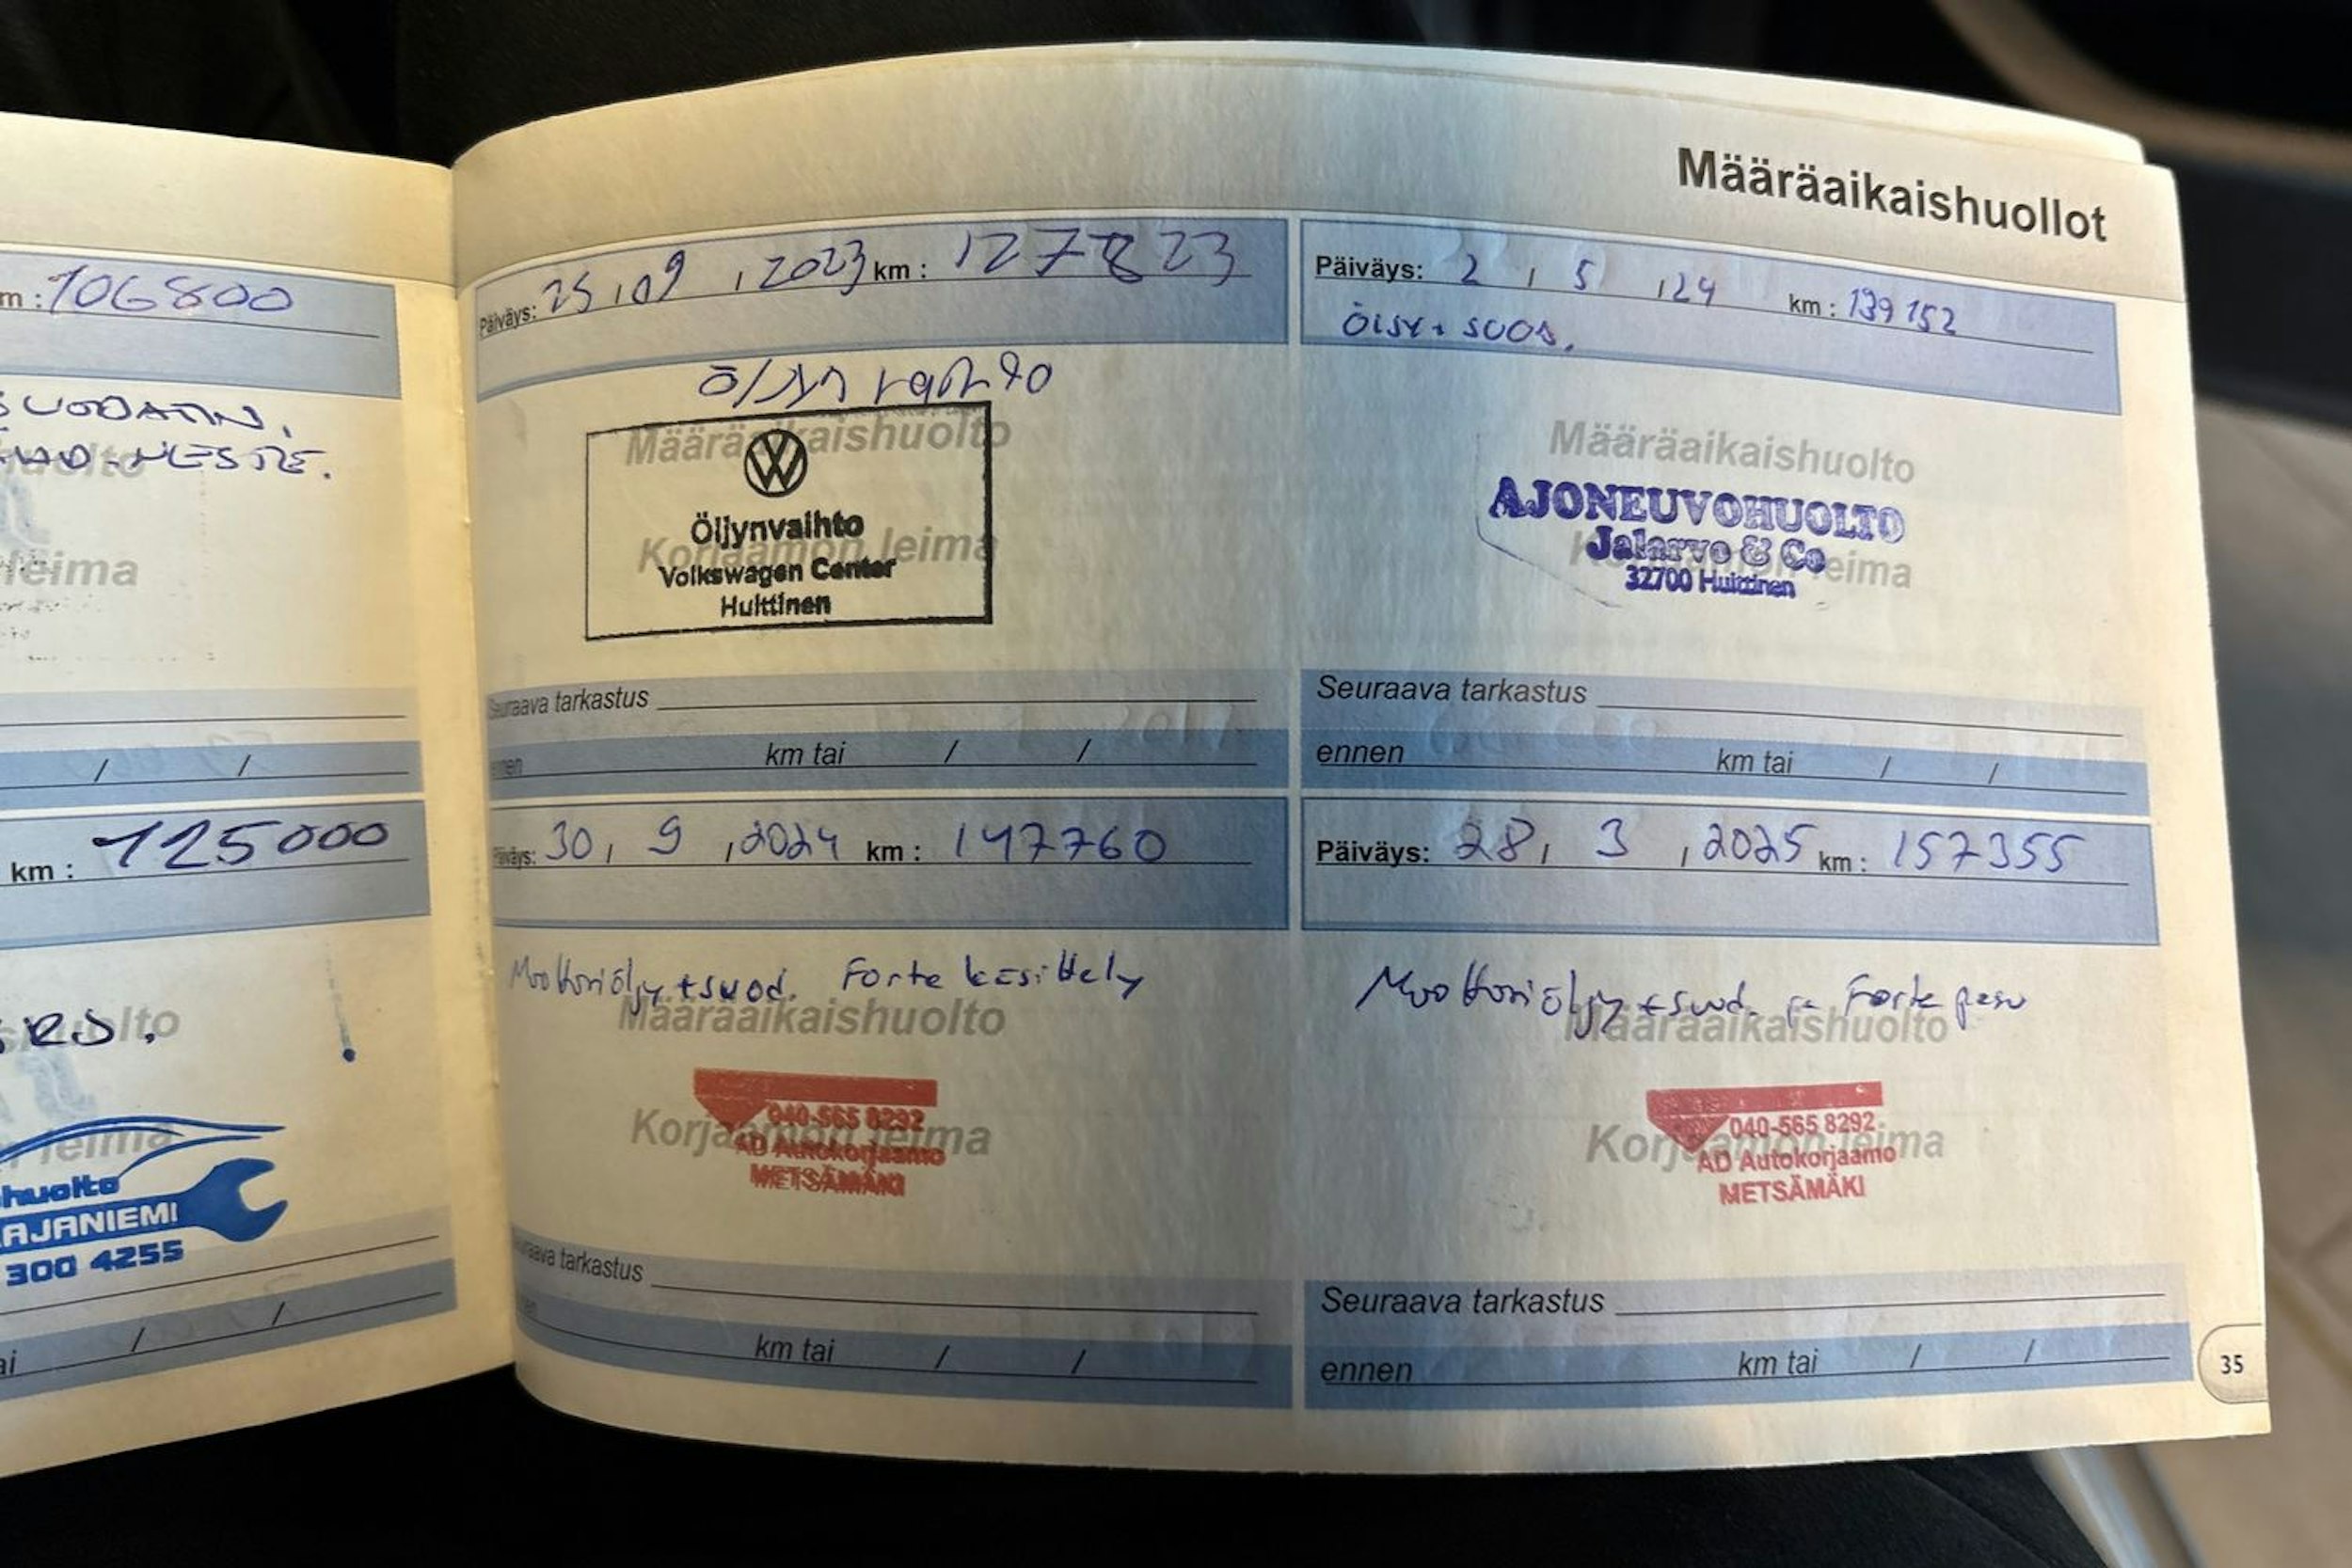 m : 106800
SUODATIN,
leima
/ /
km : 125000
huolto
AJANIEMI
300 4255
/ /
Määräaikaishuollot
Päiväys: 25 , 09 , 2023 km : 127823
Öljyn vaihto
Määräaikaishuolto
Öljynvaihto
Korjaamon leima
Volkswagen Center
Huittinen
Seuraava tarkastus
ennen km tai / /
Päiväys: 2 , 5 , 24 km : 139 152
Määräaikaishuolto
AJONEUVOHUOLTO
Jalarvo & Co
Korjaamon leima
32700 Huittinen
Seuraava tarkastus
ennen km tai / /
Päiväys: 30 , 9 , 2024 km : 147760
Moottoriöljy + suod. Forte käsittely
Määräaikaishuolto
040-565 8292
Korjaamon leima
AD Autokorjaamo
METSÄMÄKI
Seuraava tarkastus
ennen km tai / /
Päiväys: 28 , 3 , 2025 km : 157355
Moottoriöljy + suod. ja Forte pesu
Määräaikaishuolto
040-565 8292
Korjaamon leima
AD Autokorjaamo
METSÄMÄKI
Seuraava tarkastus
ennen km tai / /
35